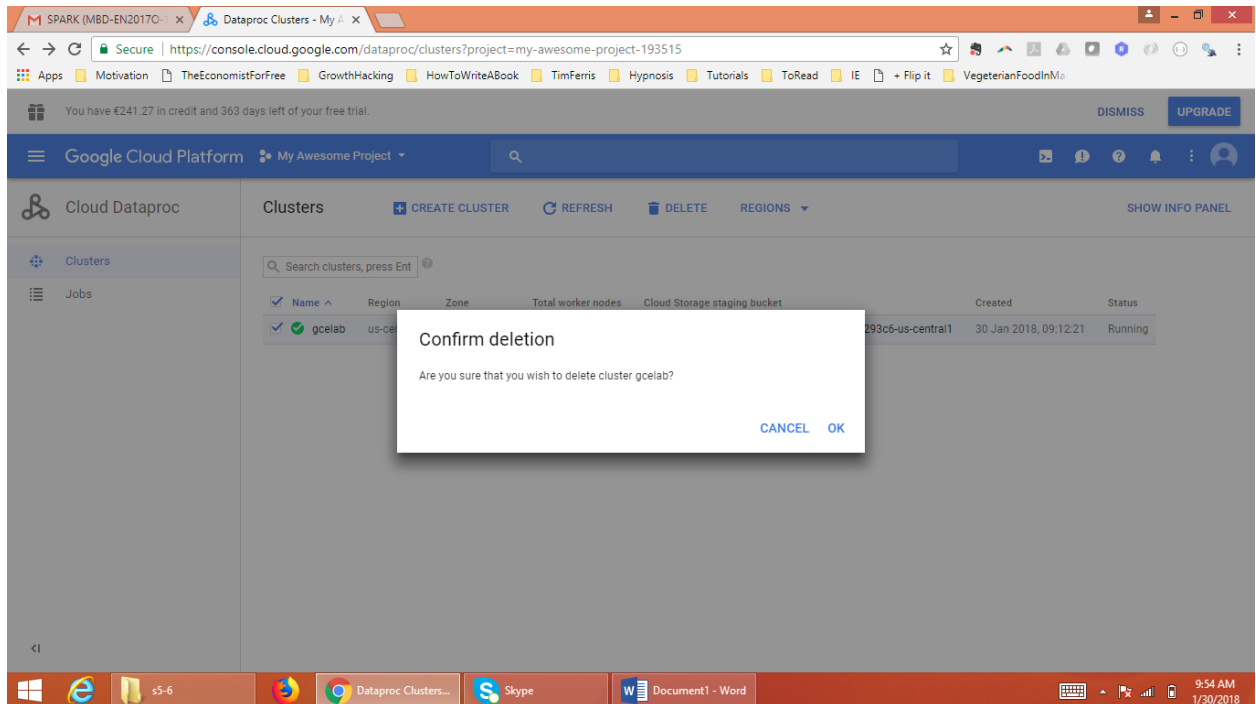 SPARK (MBD-EN2017O-1
Dataproc Clusters - My A
Secure https://console.cloud.google.com/dataproc/clusters?project=my-awesome-project-193515
Apps Motivation TheEconomistForFree GrowthHacking HowToWriteABook TimFerris Hypnosis Tutorials ToRead IE + Flip it VegeterianFoodInMa
You have €241.27 in credit and 363 days left of your free trial. DISMISS UPGRADE
Google Cloud Platform My Awesome Project
Cloud Dataproc Clusters CREATE CLUSTER REFRESH DELETE REGIONS SHOW INFO PANEL
Clusters
Jobs
Search clusters, press Ent
Name Region Zone Total worker nodes Cloud Storage staging bucket Created Status
gcelab us-cen 293c6-us-central1 30 Jan 2018, 09:12:21 Running
Confirm deletion
Are you sure that you wish to delete cluster gcelab?
CANCEL OK
s5-6 Dataproc Clusters... Skype Document1 - Word
9:54 AM
1/30/2018